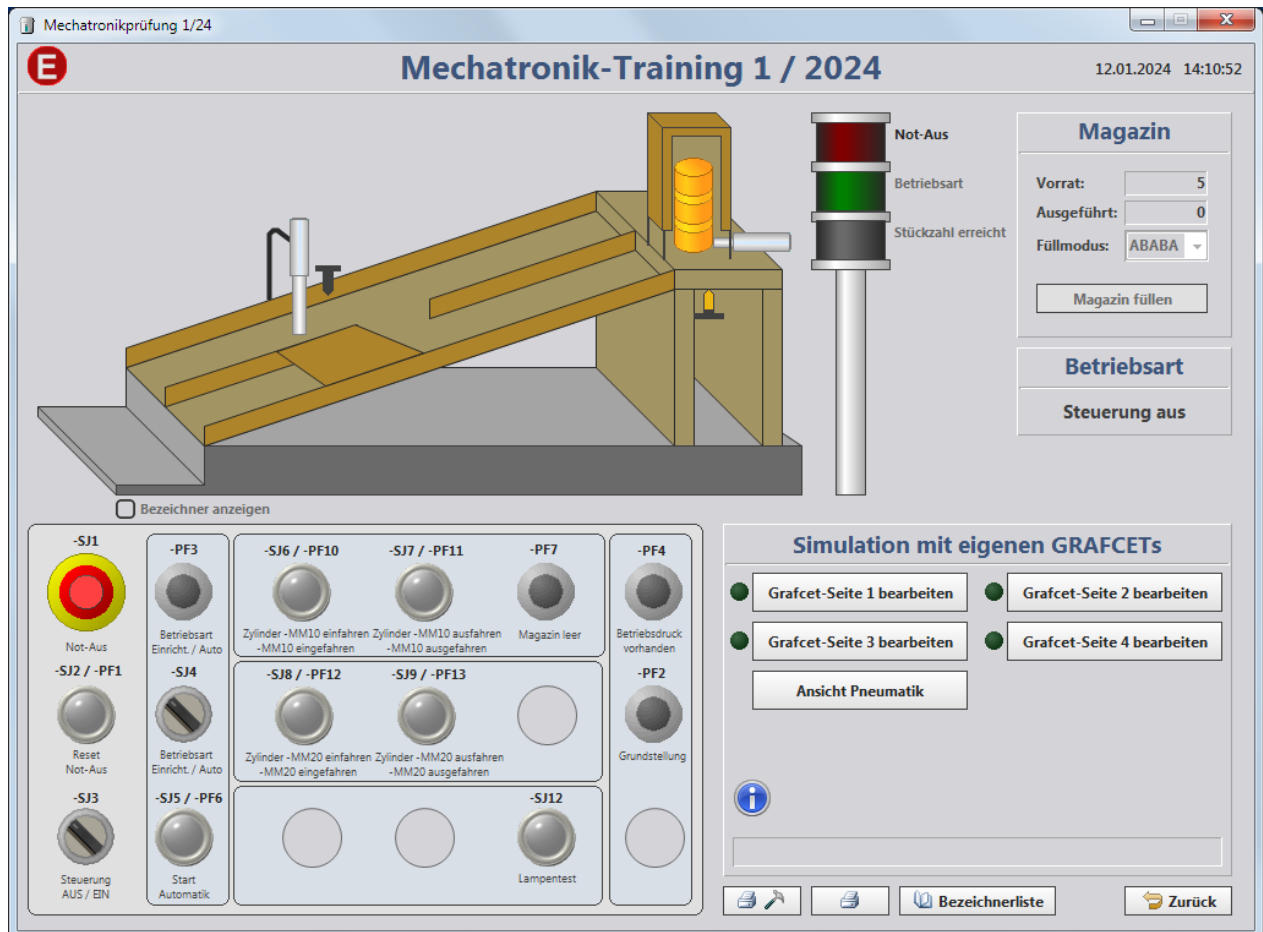 Mechatronikprüfung 1/24
E
Mechatronik-Training 1 / 2024
12.01.2024 14:10:52
Not-Aus
Betriebsart
Stückzahl erreicht
Magazin
Vorrat: 5
Ausgeführt: 0
Füllmodus: ABABA
Magazin füllen
Betriebsart
Steuerung aus
Bezeichner anzeigen
-SJ1
Not-Aus
-SJ2 / -PF1
Reset
Not-Aus
-SJ3
Steuerung
AUS / EIN
-PF3
Betriebsart
Einricht. / Auto
-SJ4
Betriebsart
Einricht. / Auto
-SJ5 / -PF6
Start
Automatik
-SJ6 / -PF10
Zylinder -MM10 einfahren
-MM10 eingefahren
-SJ7 / -PF11
Zylinder -MM10 ausfahren
-MM10 ausgefahren
-PF7
Magazin leer
-SJ8 / -PF12
Zylinder -MM20 einfahren
-MM20 eingefahren
-SJ9 / -PF13
Zylinder -MM20 ausfahren
-MM20 ausgefahren
-SJ12
Lampentest
-PF4
Betriebsdruck
vorhanden
-PF2
Grundstellung
Simulation mit eigenen GRAFCETs
Grafcet-Seite 1 bearbeiten
Grafcet-Seite 2 bearbeiten
Grafcet-Seite 3 bearbeiten
Grafcet-Seite 4 bearbeiten
Ansicht Pneumatik
i
Bezeichnerliste
Zurück